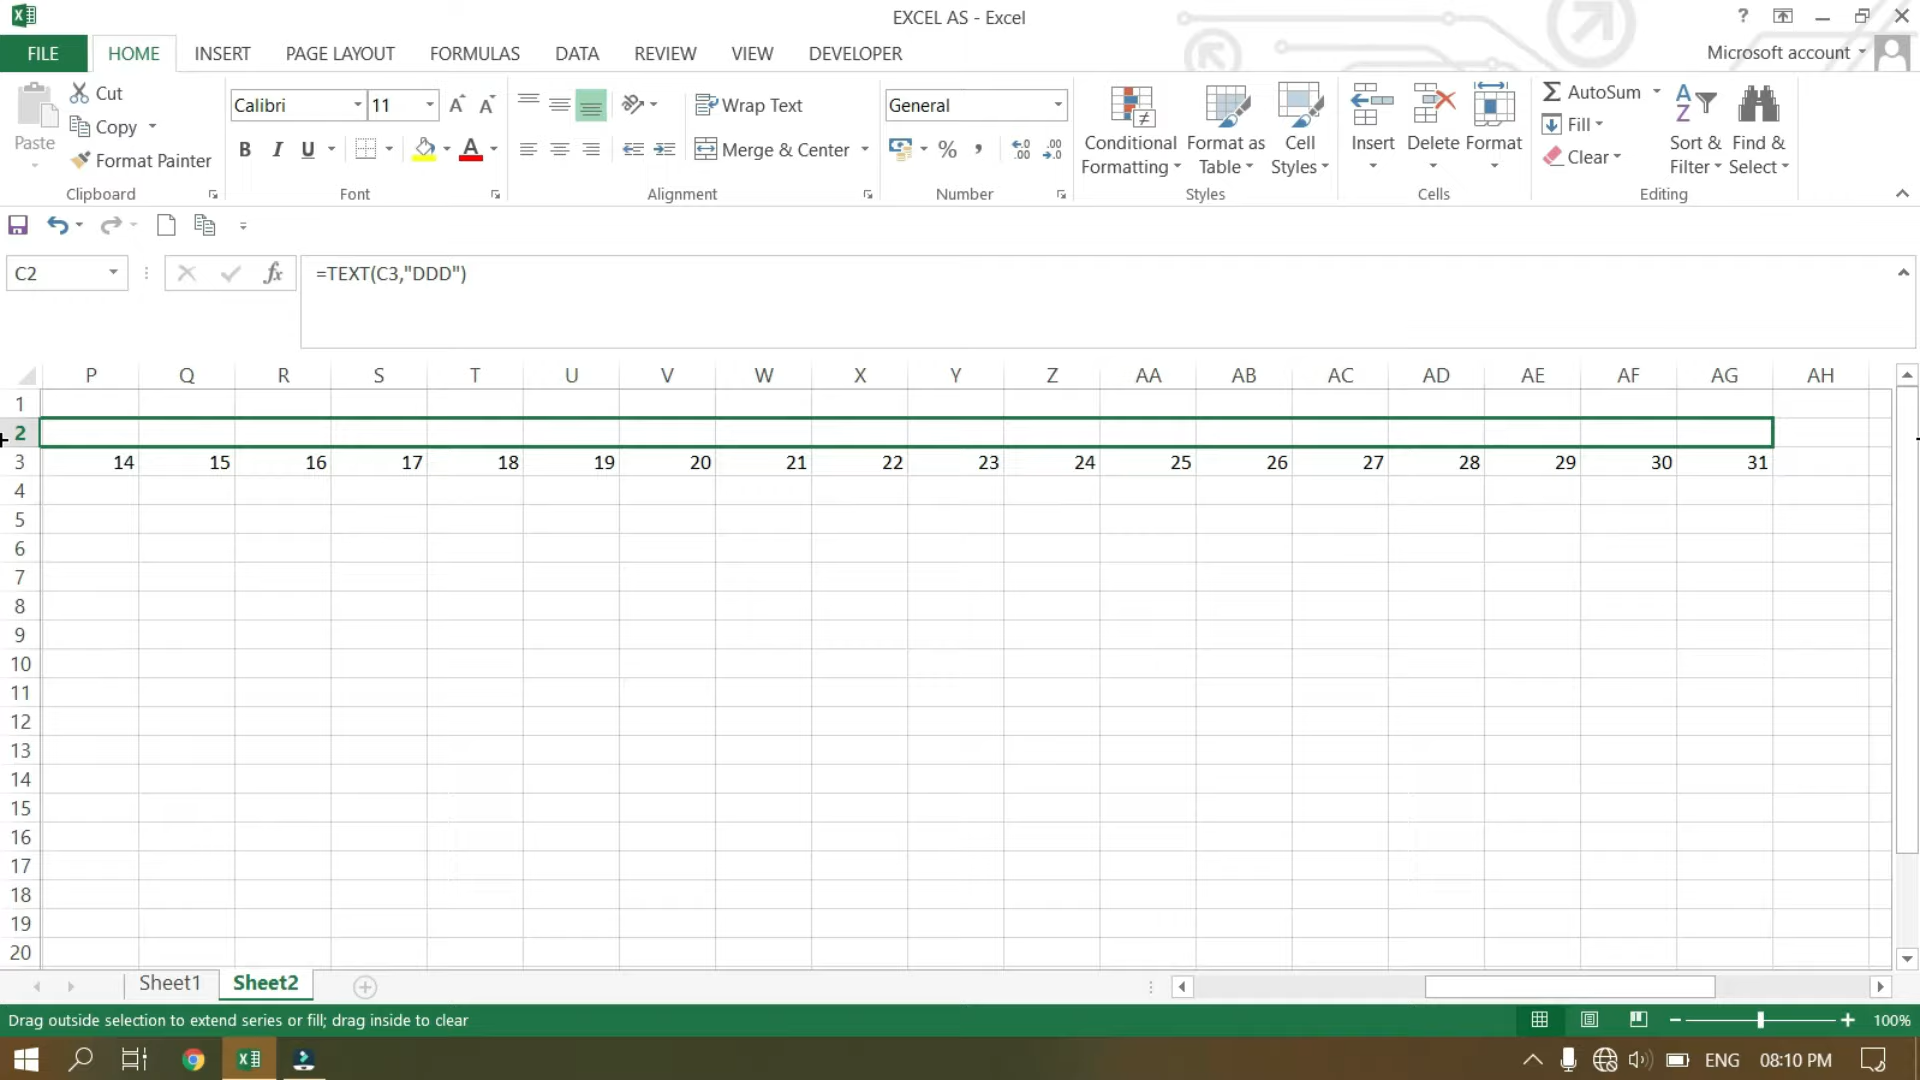 EXCEL AS - Excel
?
FILE HOME INSERT PAGE LAYOUT FORMULAS DATA REVIEW VIEW DEVELOPER
Microsoft account
Paste
Cut
Copy
Format Painter
Clipboard
Calibri 11
B I U
Font
Wrap Text
Merge & Center
Alignment
General
%
Number
Conditional Formatting
Format as Table
Cell Styles
Styles
Insert
Delete
Format
Cells
AutoSum
Fill
Clear
Sort & Filter
Find & Select
Editing
C2
fx
=TEXT(C3,"DDD")
P Q R S T U V W X Y Z AA AB AC AD AE AF AG AH
1
2
3 14 15 16 17 18 19 20 21 22 23 24 25 26 27 28 29 30 31
4
5
6
7
8
9
10
11
12
13
14
15
16
17
18
19
20
Sheet1 Sheet2
Drag outside selection to extend series or fill; drag inside to clear
100%
ENG 08:10 PM